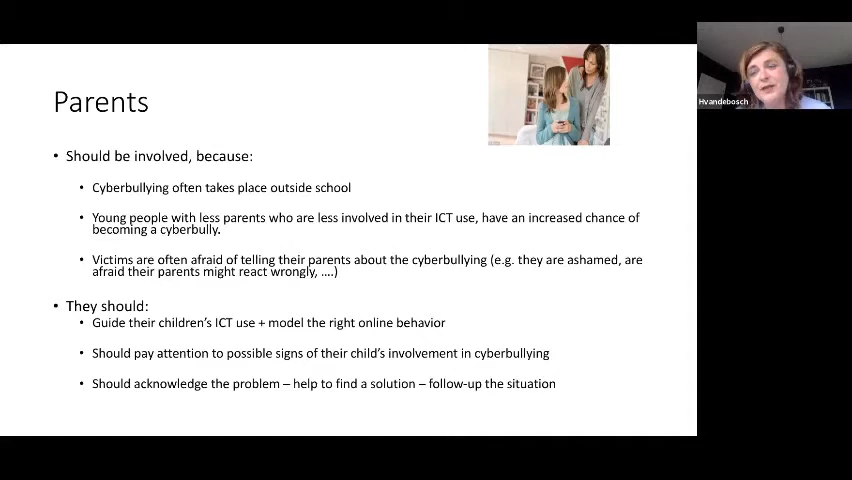 Parents
Hvandebosch
• Should be involved, because:
• Cyberbullying often takes place outside school
• Young people with less parents who are less involved in their ICT use, have an increased chance of
becoming a cyberbully.
• Victims are often afraid of telling their parents about the cyberbullying (e.g. they are ashamed, are
afraid their parents might react wrongly, ....)
• They should:
• Guide their children's ICT use + model the right online behavior
• Should pay attention to possible signs of their child's involvement in cyberbullying
• Should acknowledge the problem – help to find a solution – follow-up the situation